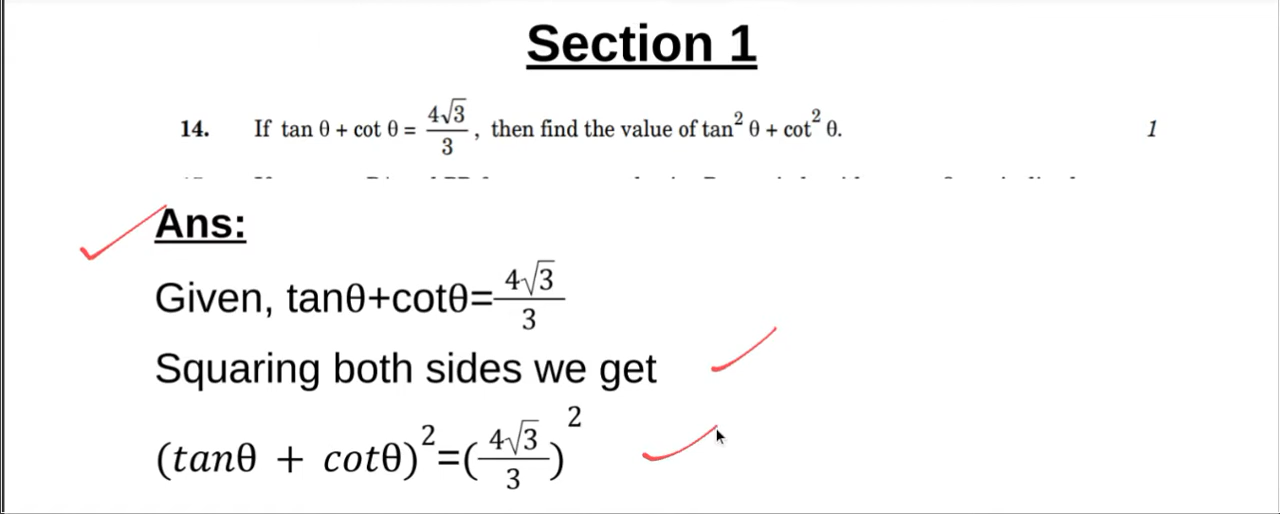 Section 1
14. If tan θ + cot θ = 4√3/3, then find the value of tan² θ + cot² θ. 1
Ans:
Given, tanθ+cotθ=4√3/3
Squaring both sides we get
(tanθ + cotθ)²=(4√3/3)²